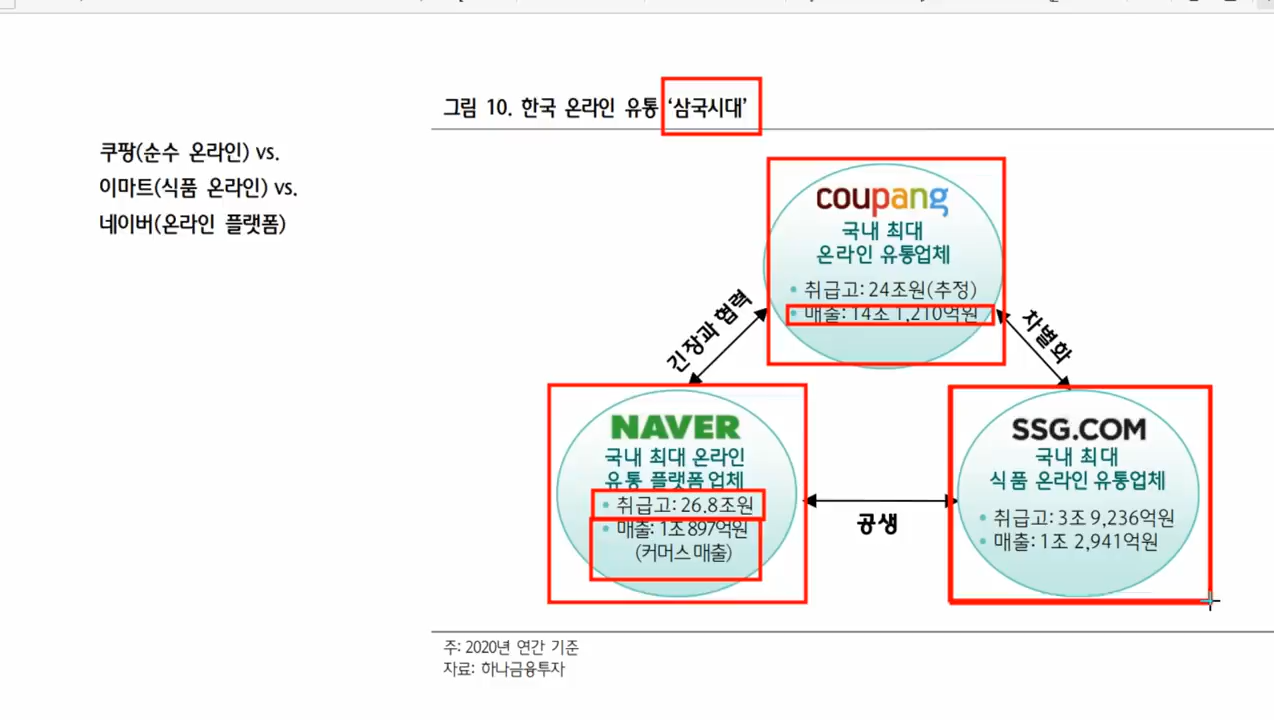 그림 10. 한국 온라인 유통 ‘삼국시대’
쿠팡(순수 온라인) vs.
이마트(식품 온라인) vs.
네이버(온라인 플랫폼)
coupang
국내 최대
온라인 유통업체
• 취급고: 24조원(추정)
• 매출: 14조 1,210억원
긴장과 협력
차별화
NAVER
국내 최대 온라인
유통 플랫폼 업체
• 취급고: 26.8조원
• 매출: 1조 897억원
(커머스 매출)
공생
SSG.COM
국내 최대
식품 온라인 유통업체
• 취급고: 3조 9,236억원
• 매출: 1조 2,941억원
주: 2020년 연간 기준
자료: 하나금융투자